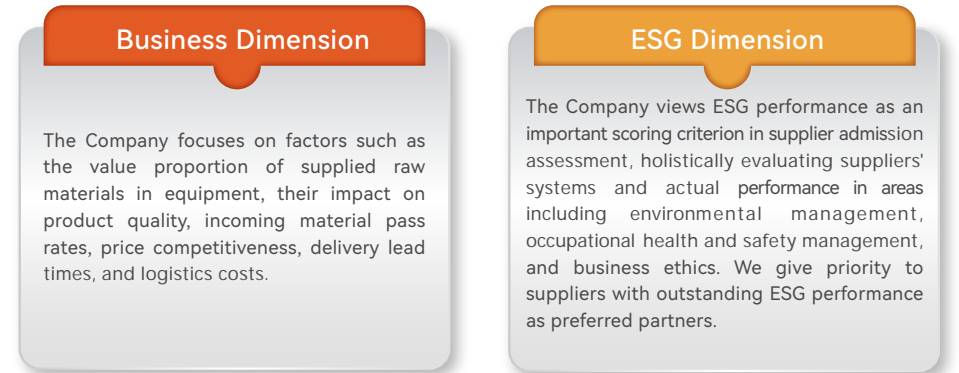 Business Dimension
The Company focuses on factors such as
the value proportion of supplied raw
materials in equipment, their impact on
product quality, incoming material pass
rates, price competitiveness, delivery lead
times, and logistics costs.
ESG Dimension
The Company views ESG performance as an
important scoring criterion in supplier admission
assessment, holistically evaluating suppliers'
systems and actual performance in areas
including environmental management,
occupational health and safety management,
and business ethics. We give priority to
suppliers with outstanding ESG performance
as preferred partners.